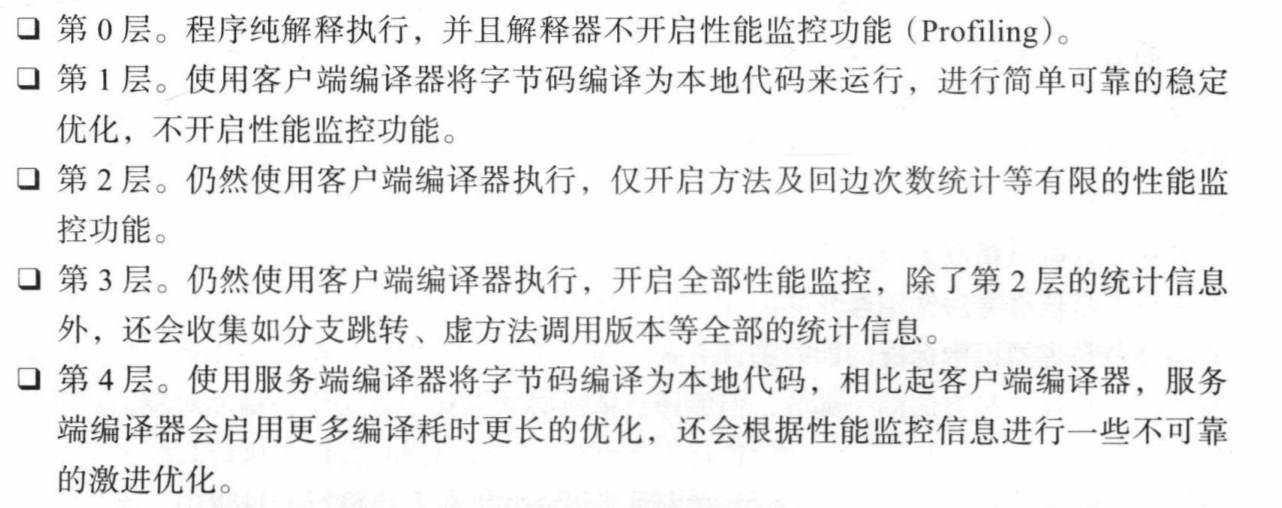 ❑ 第 0 层。程序纯解释执行，并且解释器不开启性能监控功能（Profiling）。
❑ 第 1 层。使用客户端编译器将字节码编译为本地代码来运行，进行简单可靠的稳定
优化，不开启性能监控功能。
❑ 第 2 层。仍然使用客户端编译器执行，仅开启方法及回边次数统计等有限的性能监
控功能。
❑ 第 3 层。仍然使用客户端编译器执行，开启全部性能监控，除了第 2 层的统计信息
外，还会收集如分支跳转、虚方法调用版本等全部的统计信息。
❑ 第 4 层。使用服务端编译器将字节码编译为本地代码，相比起客户端编译器，服务
端编译器会启用更多编译耗时更长的优化，还会根据性能监控信息进行一些不可靠
的激进优化。